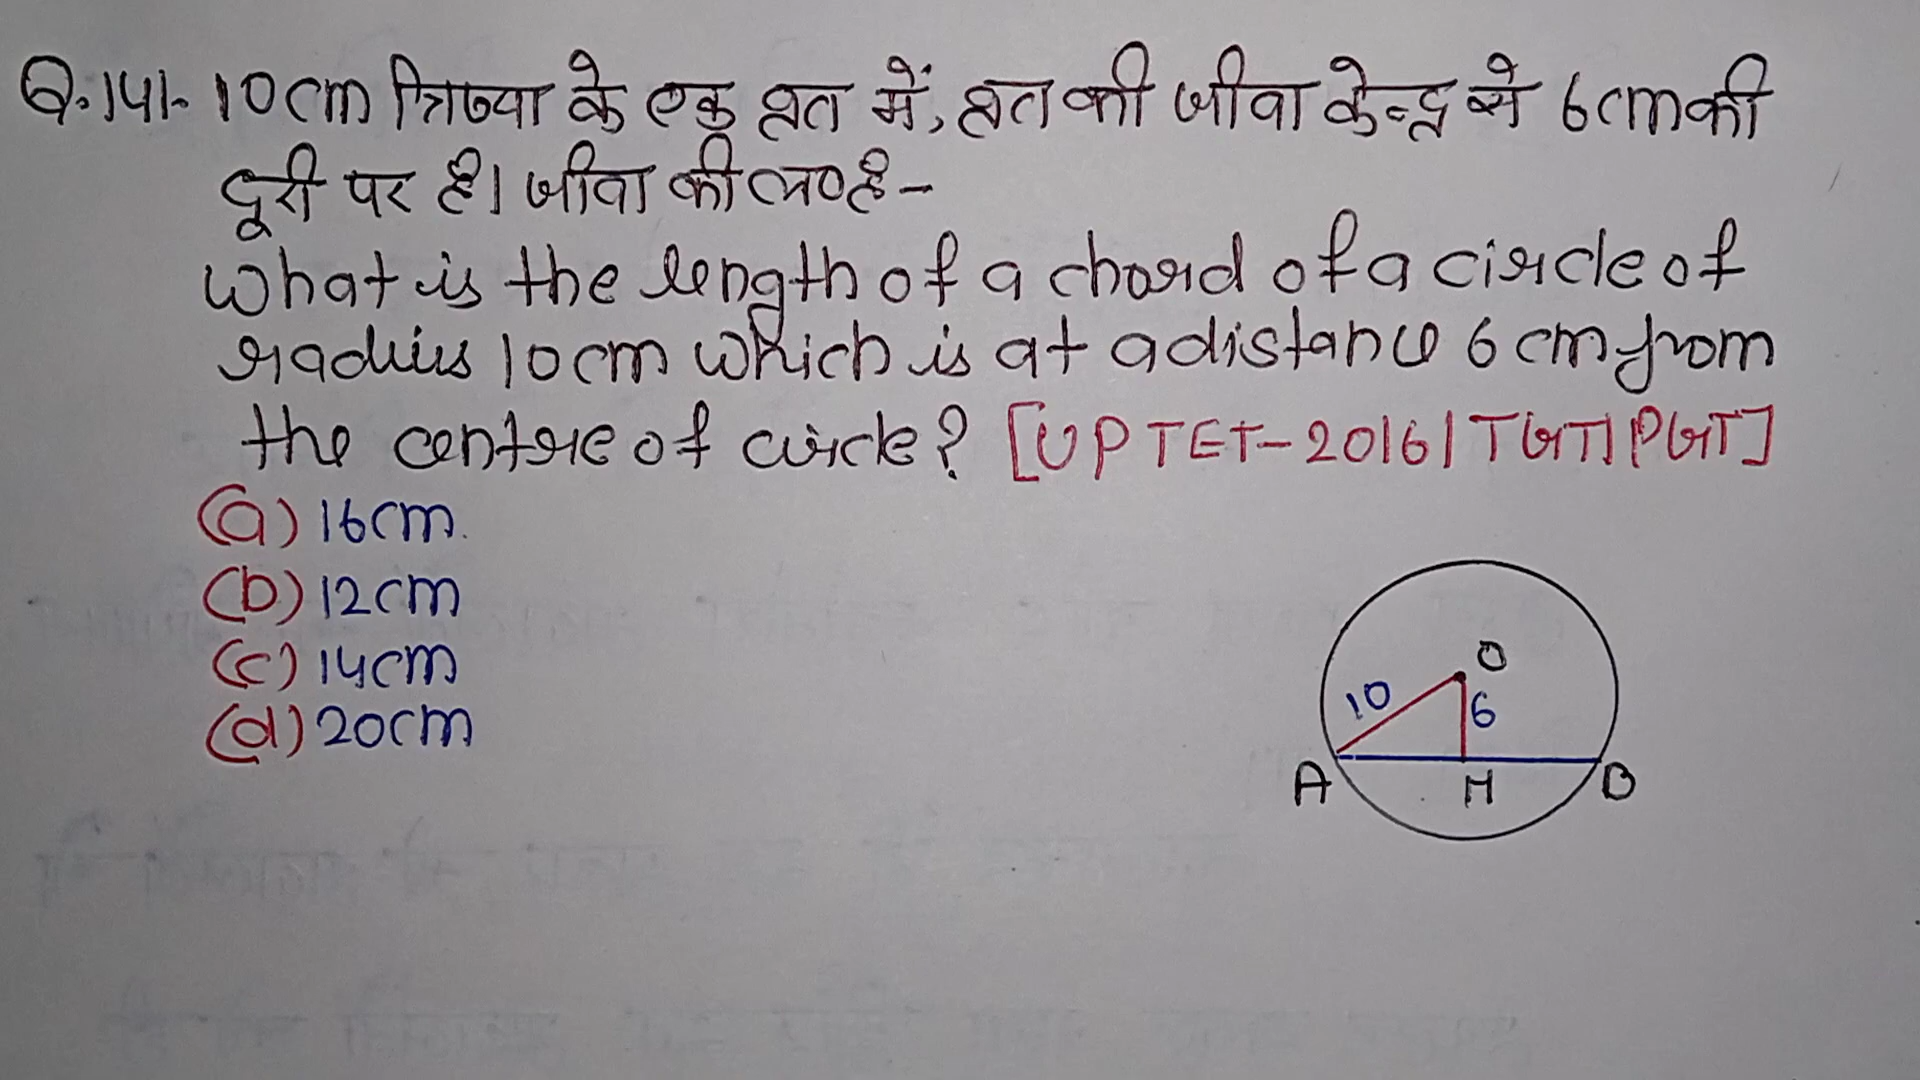 Q.141- 10cm त्रिज्या के एक वृत में, वृत की जीवा केन्द्र से 6cm की
दूरी पर है। जीवा की ल० है-
What is the length of a chord of a circle of
radius 10cm which is at a distance 6cm from
the centre of circle? [UPTET-2016/TGT/PGT]
(a) 16cm.
(b) 12cm
(c) 14cm
(d) 20cm
O
10
6
A
M
B